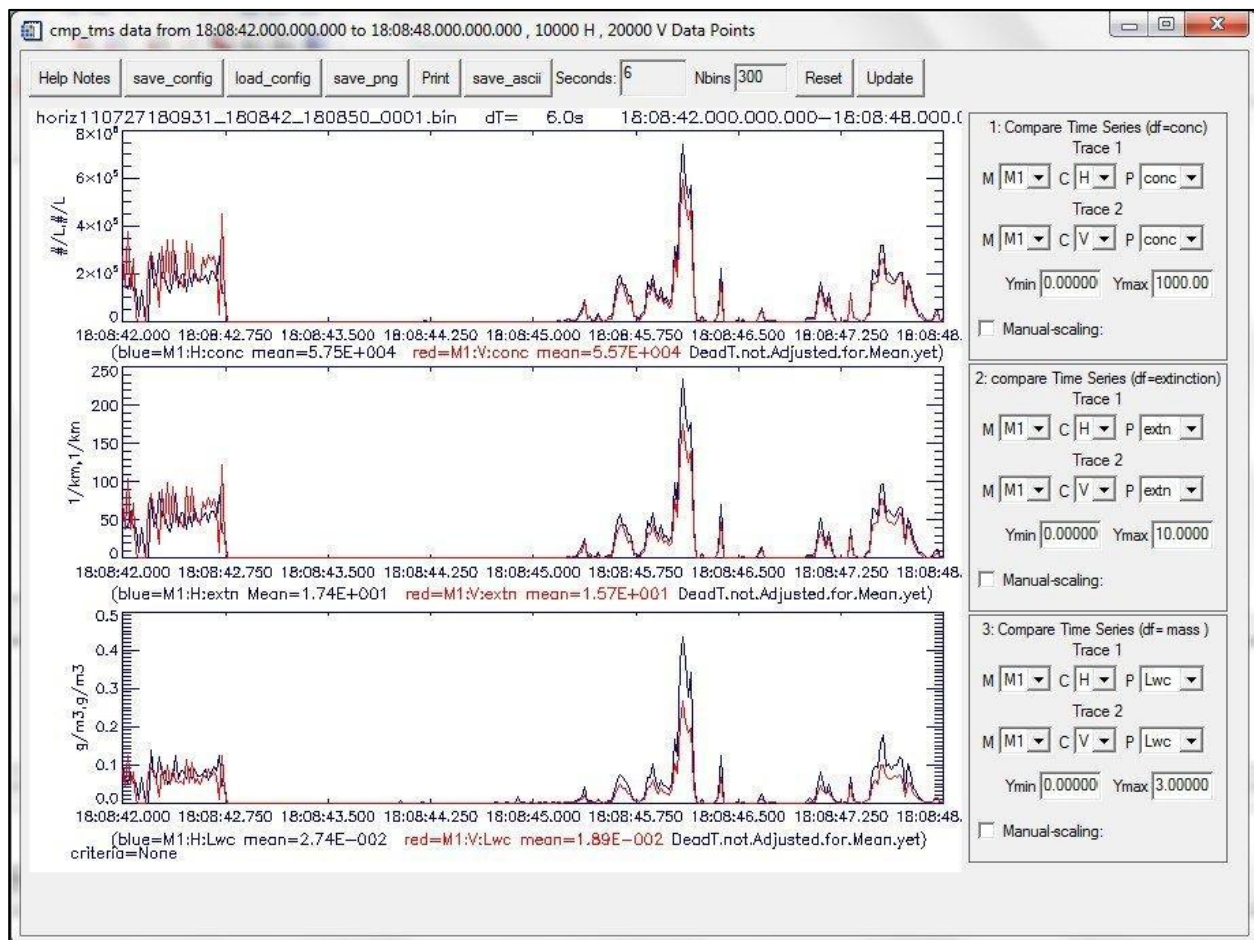 cmp_tms data from 18:08:42.000.000.000 to 18:08:48.000.000.000 , 10000 H , 20000 V Data Points
Help Notes save_config load_config save_png Print save_ascii Seconds: 6 Nbins 300 Reset Update
horiz110727180931_180842_180850_0001.bin dT= 6.0s 18:08:42.000.000.000-18:08:48.000.0
8×10⁵
6×10⁵
4×10⁵
2×10⁵
0
#/L,#/L
18:08:42.000 18:08:42.750 18:08:43.500 18:08:44.250 18:08:45.000 18:08:45.750 18:08:46.500 18:08:47.250 18:08:48.
(blue=M1:H:conc mean=5.75E+004 red=M1:V:conc mean=5.57E+004 DeadT.not.Adjusted.for.Mean.yet)
250
200
150
100
50
0
1/km,1/km
18:08:42.000 18:08:42.750 18:08:43.500 18:08:44.250 18:08:45.000 18:08:45.750 18:08:46.500 18:08:47.250 18:08:48.
(blue=M1:H:extn Mean=1.74E+001 red=M1:V:extn mean=1.57E+001 DeadT.not.Adjusted.for.Mean.yet)
0.5
0.4
0.3
0.2
0.1
0.0
g/m3,g/m3
18:08:42.000 18:08:42.750 18:08:43.500 18:08:44.250 18:08:45.000 18:08:45.750 18:08:46.500 18:08:47.250 18:08:48.
(blue=M1:H:Lwc mean=2.74E-002 red=M1:V:Lwc mean=1.89E-002 DeadT.not.Adjusted.for.Mean.yet)
criteria=None
1: Compare Time Series (df=conc)
Trace 1
M M1 C H P conc
Trace 2
M M1 C V P conc
Ymin 0.00000 Ymax 1000.00
Manual-scaling:
2: compare Time Series (df=extinction)
Trace 1
M M1 C H P extn
Trace 2
M M1 C V P extn
Ymin 0.00000 Ymax 10.0000
Manual-scaling:
3: Compare Time Series (df= mass )
Trace 1
M M1 C H P Lwc
Trace 2
M M1 C V P Lwc
Ymin 0.00000 Ymax 3.00000
Manual-scaling: